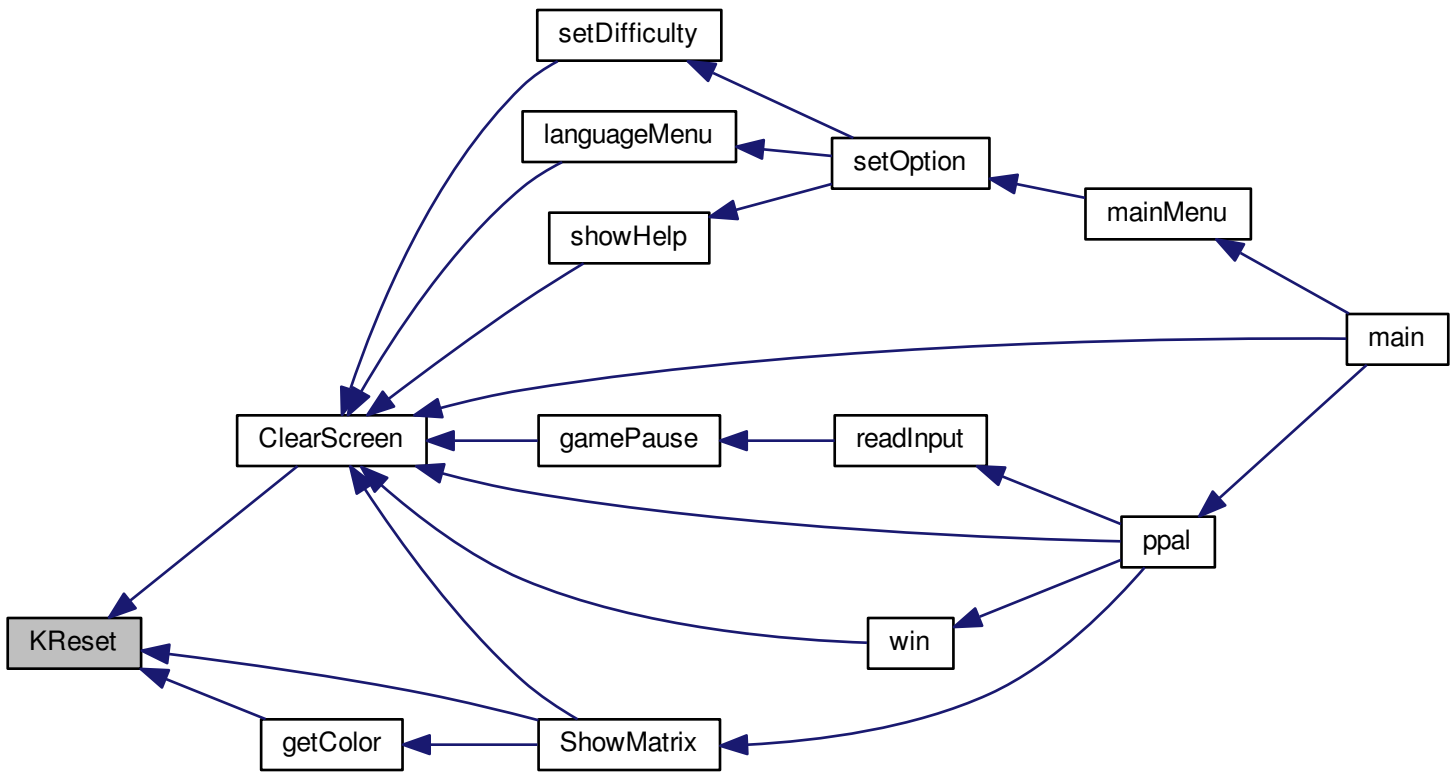 setDifficulty
languageMenu
setOption
mainMenu
showHelp
main
ClearScreen
gamePause
readInput
ppal
KReset
win
getColor
ShowMatrix